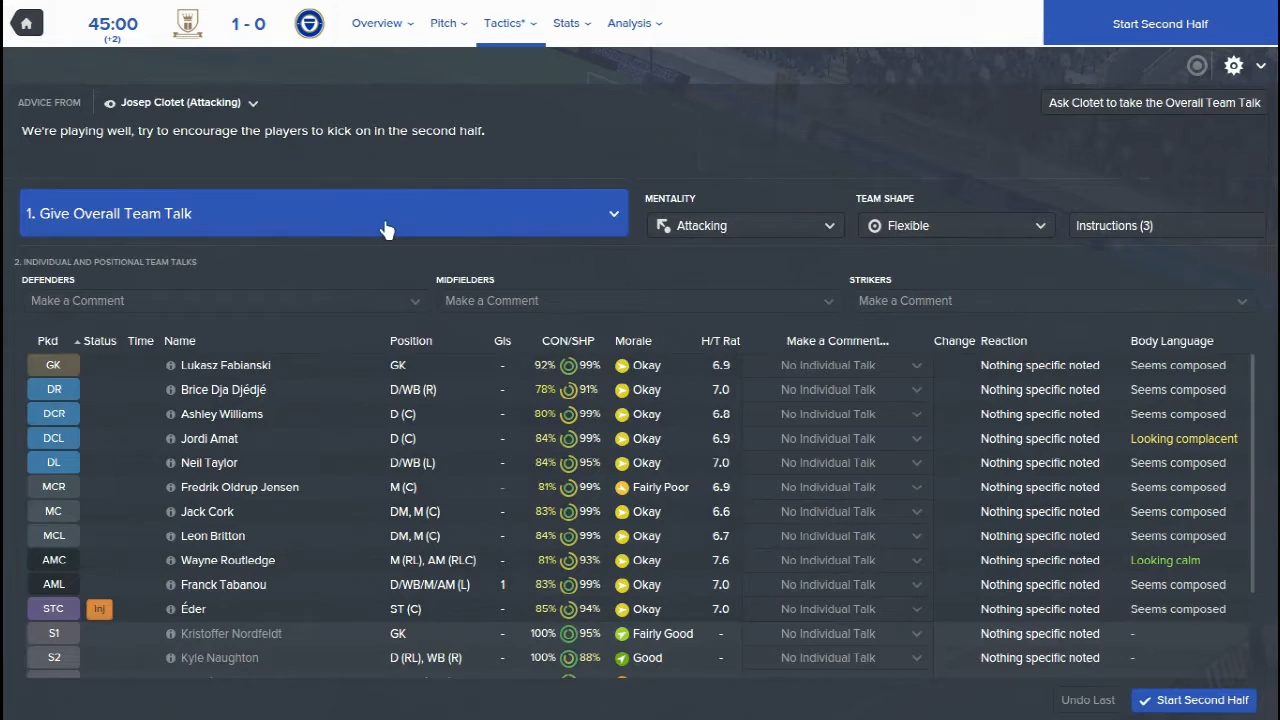 45:00
(+2)
1 - 0
Overview
Pitch
Tactics*
Stats
Analysis
Start Second Half
ADVICE FROM
Josep Clotet (Attacking)
Ask Clotet to take the Overall Team Talk
We're playing well, try to encourage the players to kick on in the second half.
1. Give Overall Team Talk
MENTALITY
Attacking
TEAM SHAPE
Flexible
Instructions (3)
2. INDIVIDUAL AND POSITIONAL TEAM TALKS
DEFENDERS
MIDFIELDERS
STRIKERS
Make a Comment
Make a Comment
Make a Comment
Pkd Status Time Name Position Gls CON/SHP Morale H/T Rat Make a Comment... Change Reaction Body Language
GK Lukasz Fabianski GK - 92% 99% Okay 6.9 No Individual Talk Nothing specific noted Seems composed
DR Brice Dja Djédjé D/WB (R) - 78% 91% Okay 7.0 No Individual Talk Nothing specific noted Seems composed
DCR Ashley Williams D (C) - 80% 99% Okay 6.8 No Individual Talk Nothing specific noted Seems composed
DCL Jordi Amat D (C) - 84% 99% Okay 6.9 No Individual Talk Nothing specific noted Looking complacent
DL Neil Taylor D/WB (L) - 84% 95% Okay 7.0 No Individual Talk Nothing specific noted Seems composed
MCR Fredrik Oldrup Jensen M (C) - 81% 99% Fairly Poor 6.9 No Individual Talk Nothing specific noted Seems composed
MC Jack Cork DM, M (C) - 83% 99% Okay 6.6 No Individual Talk Nothing specific noted Seems composed
MCL Leon Britton DM, M (C) - 84% 99% Okay 6.7 No Individual Talk Nothing specific noted Seems composed
AMC Wayne Routledge M (RL), AM (RLC) - 81% 93% Okay 7.6 No Individual Talk Nothing specific noted Looking calm
AML Franck Tabanou D/WB/M/AM (L) 1 83% 99% Okay 7.0 No Individual Talk Nothing specific noted Seems composed
STC Inj Éder ST (C) - 85% 94% Okay 7.0 No Individual Talk Nothing specific noted Seems composed
S1 Kristoffer Nordfeldt GK - 100% 95% Fairly Good - No Individual Talk Nothing specific noted -
S2 Kyle Naughton D (RL), WB (R) - 100% 88% Good - No Individual Talk Nothing specific noted -
Undo Last
Start Second Half